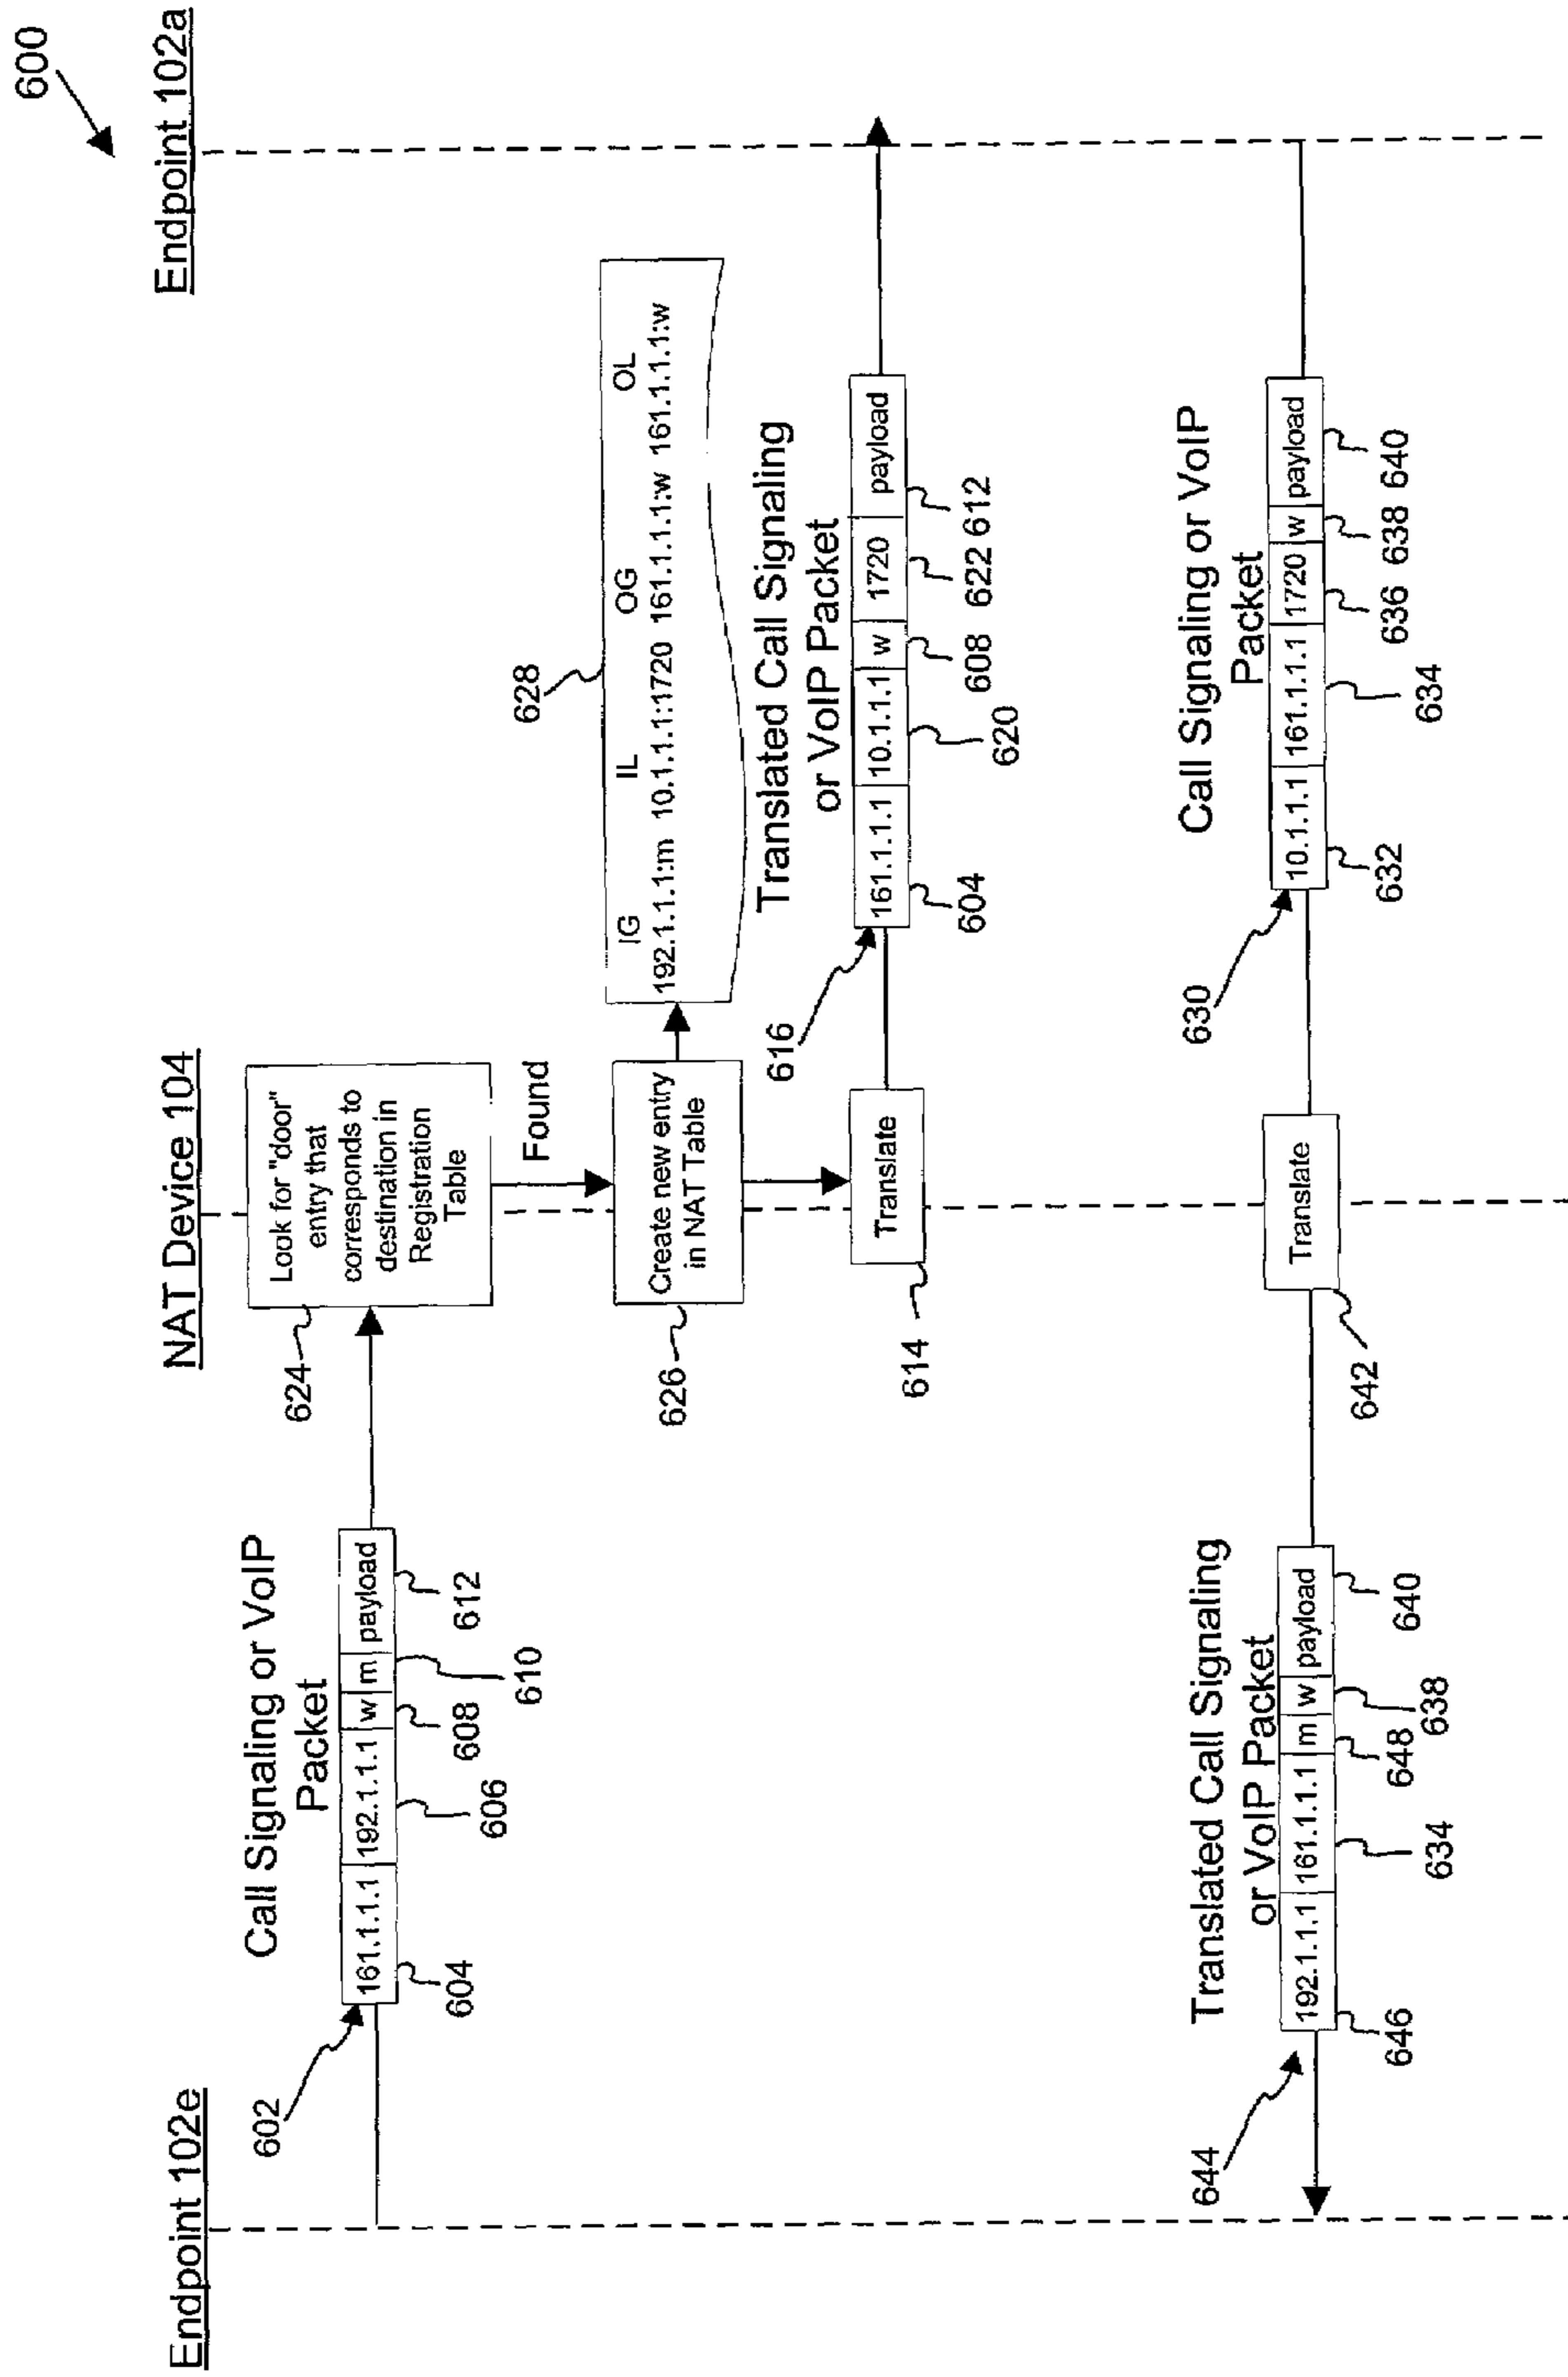 600
Endpoint 102e
NAT Device 104
Endpoint 102a
602
Call Signaling or VoIP
Packet
161.1.1.1 192.1.1.1 w m payload
604
606
608
610
612
624
Look for "door"
entry that
corresponds to
destination in
Registration
Table
Found
626
Create new entry
in NAT Table
628
IG IL OG OL
192.1.1.1:m 10.1.1.1:1720 161.1.1.1:w 161.1.1.1:w
614
Translate
616
Translated Call Signaling
or VoIP Packet
161.1.1.1 10.1.1.1 w 1720 payload
604
620
608
622
612
630
Call Signaling or VoIP
Packet
10.1.1.1 161.1.1.1 1720 w payload
632
634
636
638
640
Translate
642
644
Translated Call Signaling
or VoIP Packet
192.1.1.1 161.1.1.1 m w payload
646
634
648
638
640